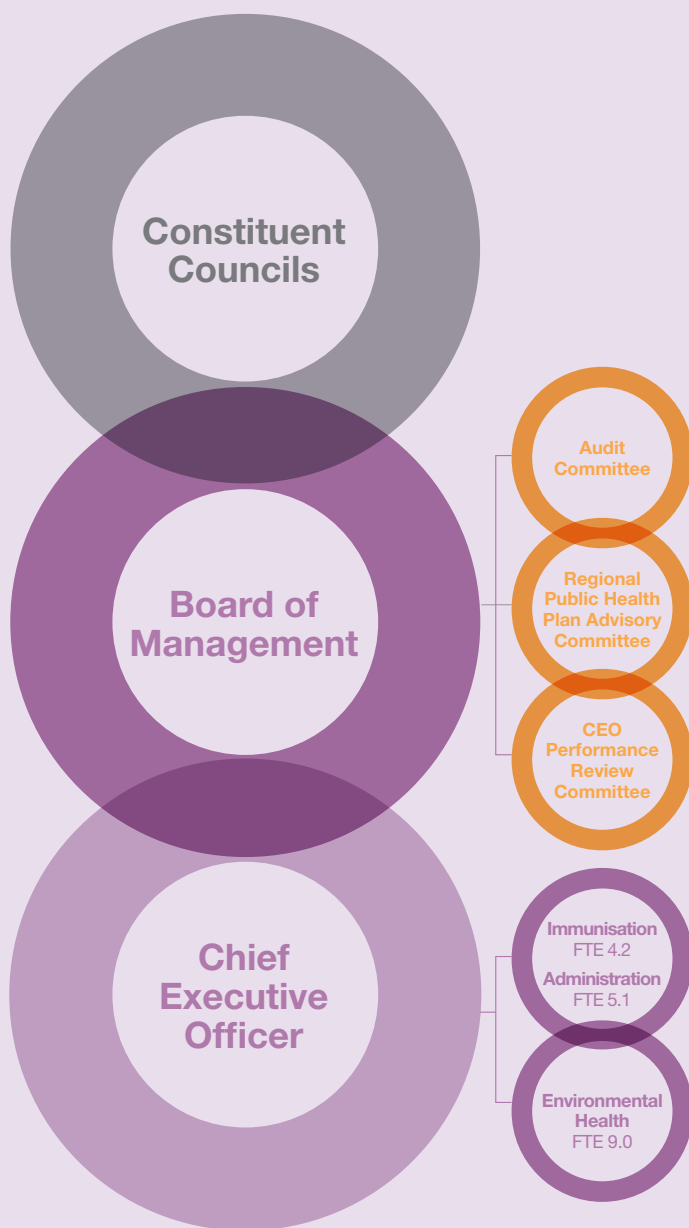 Constituent
Councils
Board of
Management
Audit
Committee
Regional
Public Health
Plan Advisory
Committee
CEO
Performance
Review
Committee
Chief
Executive
Officer
Immunisation
FTE 4.2
Administration
FTE 5.1
Environmental
Health
FTE 9.0